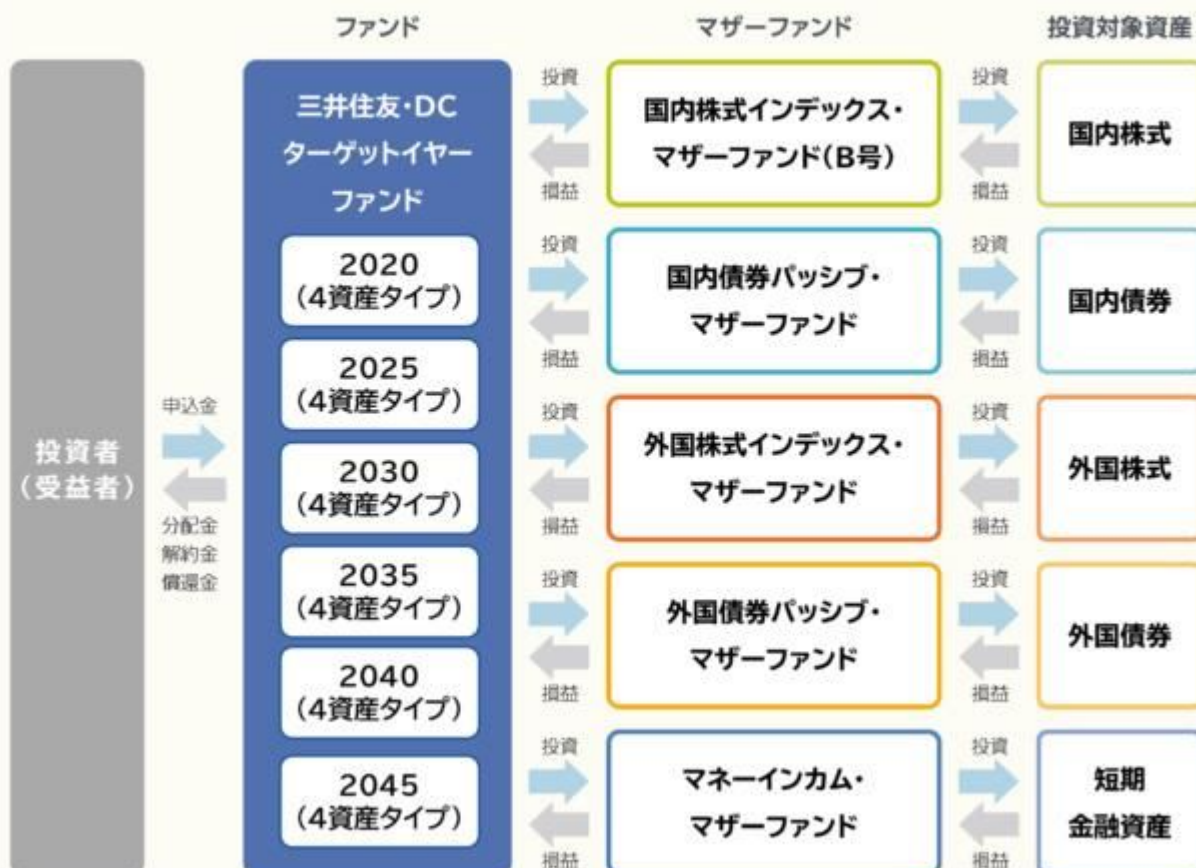 ファンド
マザーファンド
投資対象資産
投資者
(受益者)
申込金
分配金
解約金
償還金
三井住友・DC
ターゲットイヤー
ファンド
2020
(4資産タイプ)
2025
(4資産タイプ)
2030
(4資産タイプ)
2035
(4資産タイプ)
2040
(4資産タイプ)
2045
(4資産タイプ)
投資
損益
国内株式インデックス・
マザーファンド(B号)
投資
損益
国内株式
投資
損益
国内債券パッシブ・
マザーファンド
投資
損益
国内債券
投資
損益
外国株式インデックス・
マザーファンド
投資
損益
外国株式
投資
損益
外国債券パッシブ・
マザーファンド
投資
損益
外国債券
投資
損益
マネーインカム・
マザーファンド
投資
損益
短期
金融資産